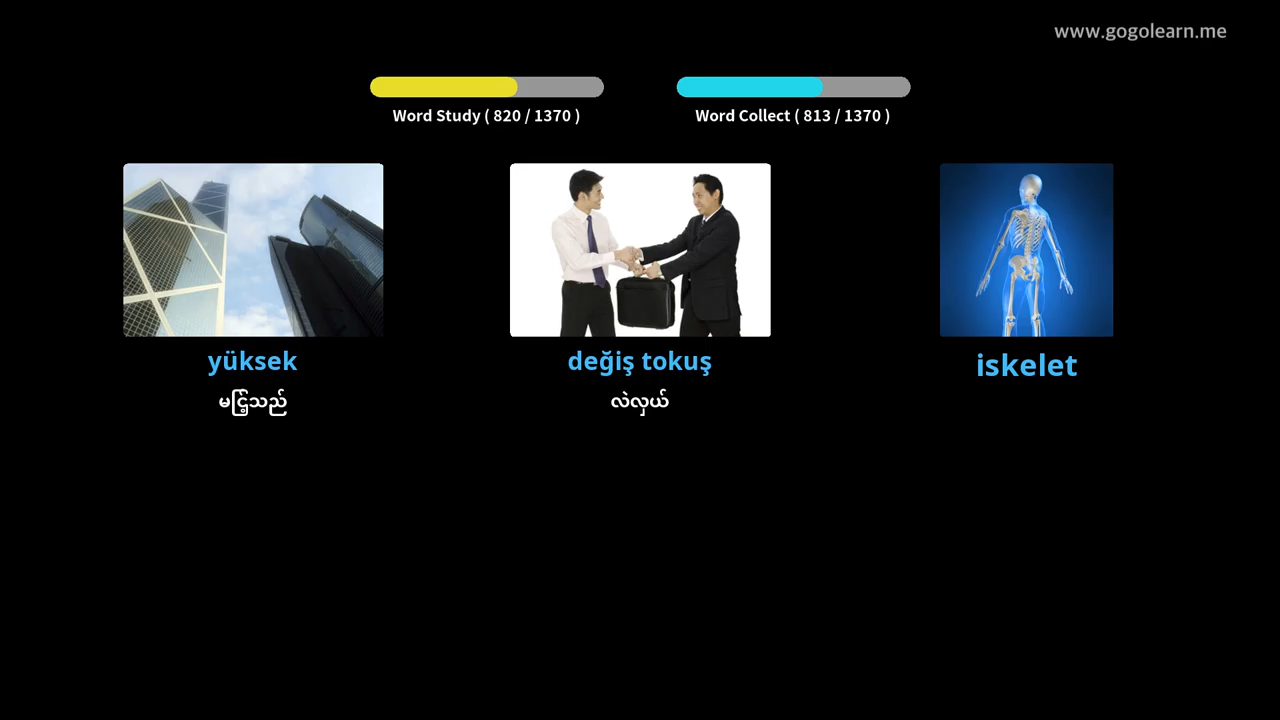 www.gogolearn.me
Word Study ( 820 / 1370 )
Word Collect ( 813 / 1370 )
yüksek
မငြ့်သည်
değiş tokuş
လဲလှယ်
iskelet